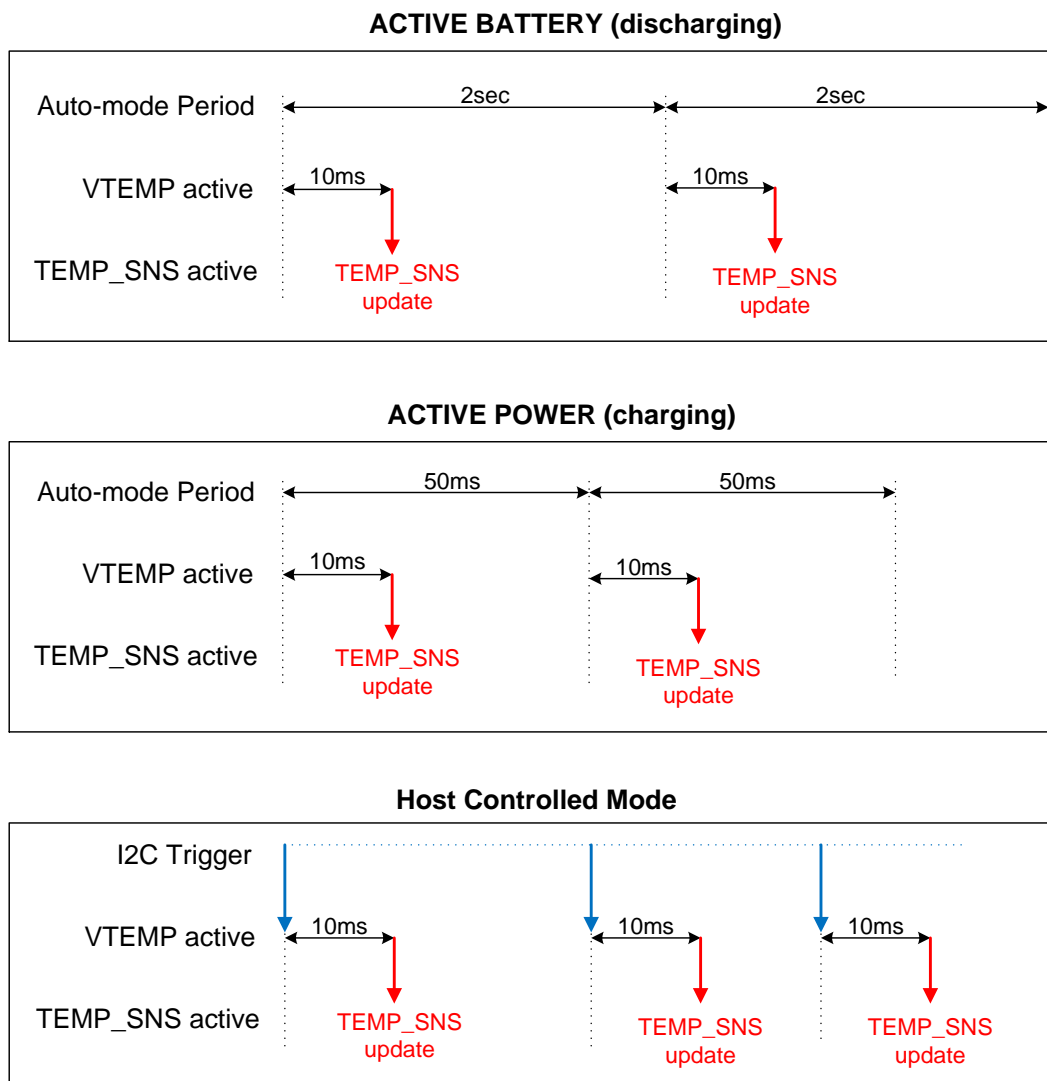 ACTIVE BATTERY (discharging)
Auto-mode Period
2sec
2sec
VTEMP active
10ms
10ms
TEMP_SNS active
TEMP_SNS
update
TEMP_SNS
update
ACTIVE POWER (charging)
Auto-mode Period
50ms
50ms
VTEMP active
10ms
10ms
TEMP_SNS active
TEMP_SNS
update
TEMP_SNS
update
Host Controlled Mode
I2C Trigger
VTEMP active
10ms
10ms
10ms
TEMP_SNS active
TEMP_SNS
update
TEMP_SNS
update
TEMP_SNS
update